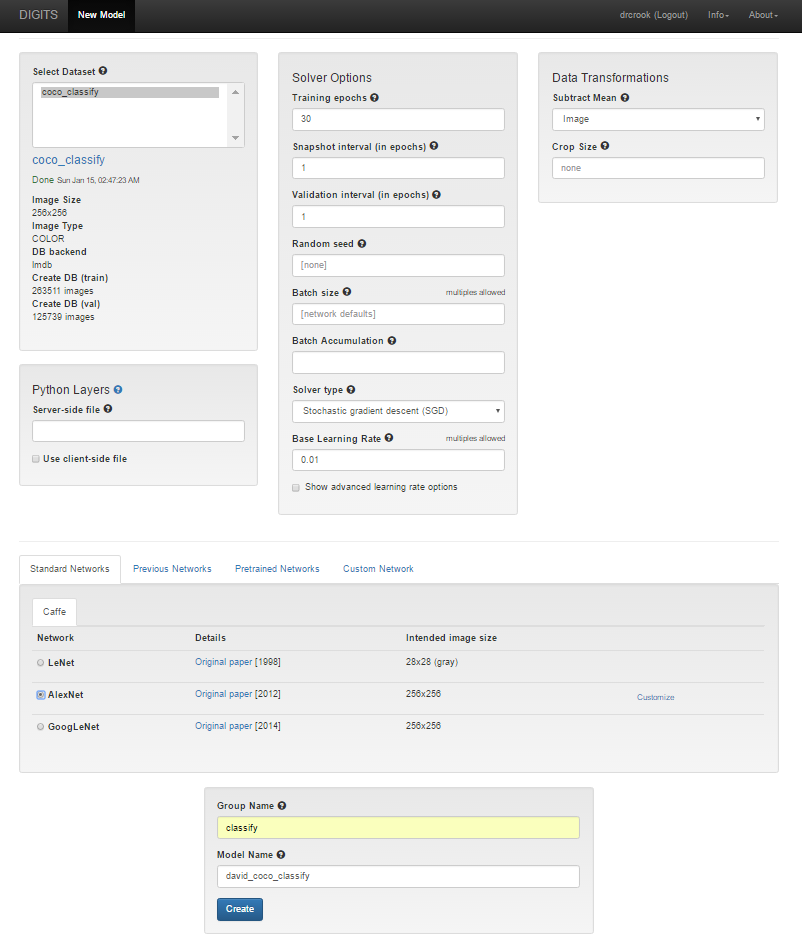 DIGITS New Model drcrook (Logout) Info About
Select Dataset
coco_classify
coco_classify
Done Sun Jan 15, 02:47:23 AM
Image Size
256x256
Image Type
COLOR
DB backend
lmdb
Create DB (train)
263511 images
Create DB (val)
125739 images
Python Layers
Server-side file
Use client-side file
Solver Options
Training epochs
30
Snapshot interval (in epochs)
1
Validation interval (in epochs)
1
Random seed
[none]
Batch size multiples allowed
[network defaults]
Batch Accumulation
Solver type
Stochastic gradient descent (SGD)
Base Learning Rate multiples allowed
0.01
Show advanced learning rate options
Data Transformations
Subtract Mean
Image
Crop Size
none
Standard Networks Previous Networks Pretrained Networks Custom Network
Caffe
Network Details Intended image size
LeNet Original paper [1998] 28x28 (gray)
AlexNet Original paper [2012] 256x256 Customize
GoogLeNet Original paper [2014] 256x256
Group Name
classify
Model Name
david_coco_classify
Create